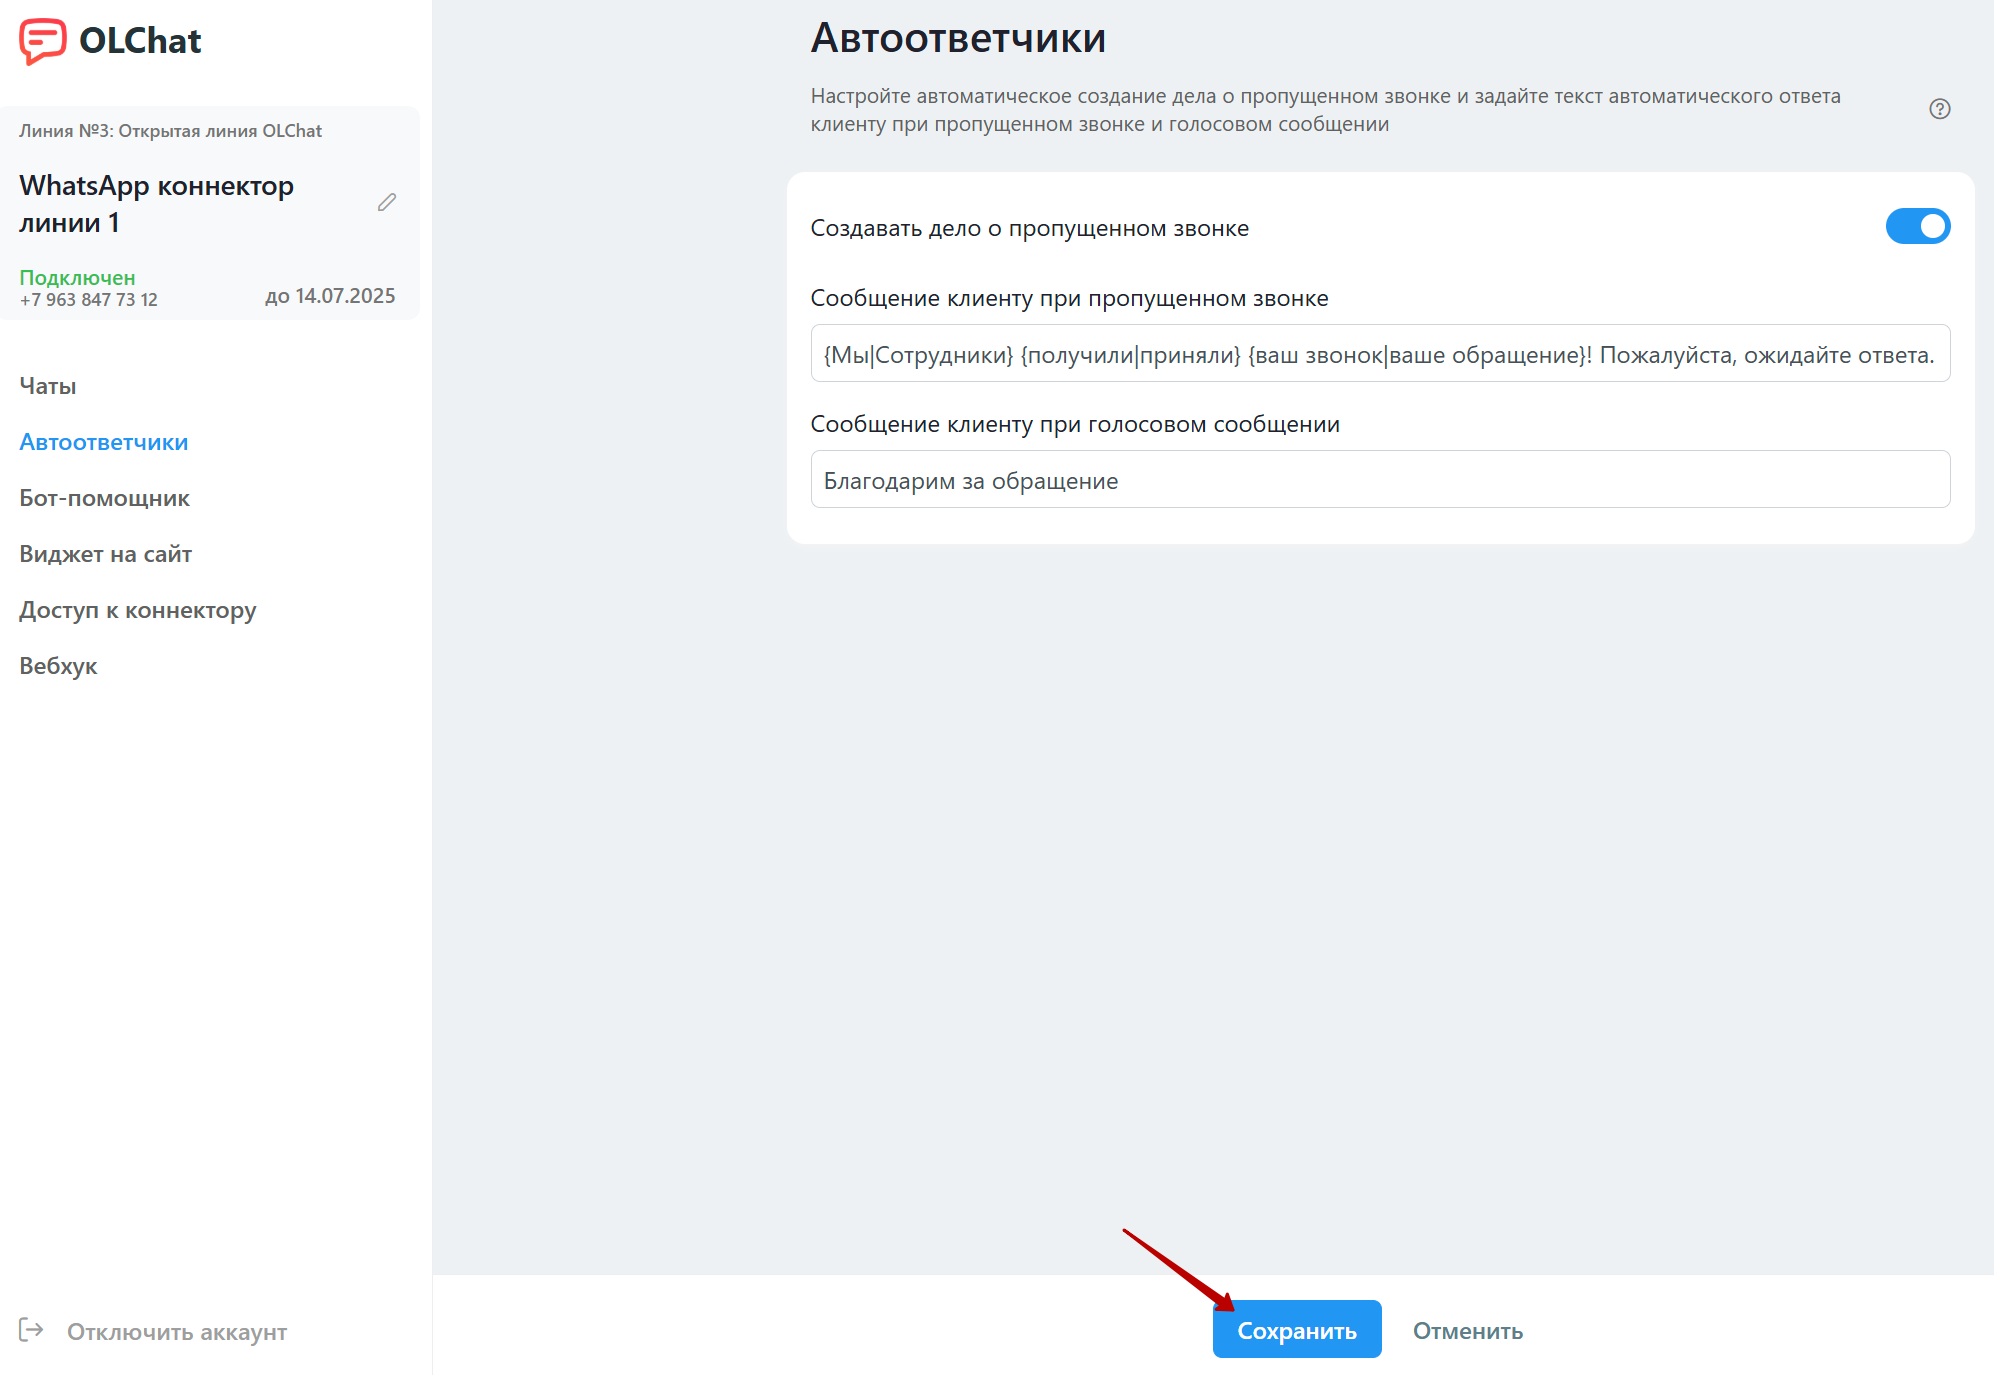 OLChat
Линия №3: Открытая линия OLChat
WhatsApp коннектор
линии 1
Подключен
+7 963 847 73 12
до 14.07.2025
Чаты
Автоответчики
Бот-помощник
Виджет на сайт
Доступ к коннектору
Вебхук
Отключить аккаунт
Автоответчики
Настройте автоматическое создание дела о пропущенном звонке и задайте текст автоматического ответа
клиенту при пропущенном звонке и голосовом сообщении
?
Создавать дело о пропущенном звонке
Сообщение клиенту при пропущенном звонке
{Мы|Сотрудники} {получили|приняли} {ваш звонок|ваше обращение}! Пожалуйста, ожидайте ответа.
Сообщение клиенту при голосовом сообщении
Благодарим за обращение
Сохранить
Отменить